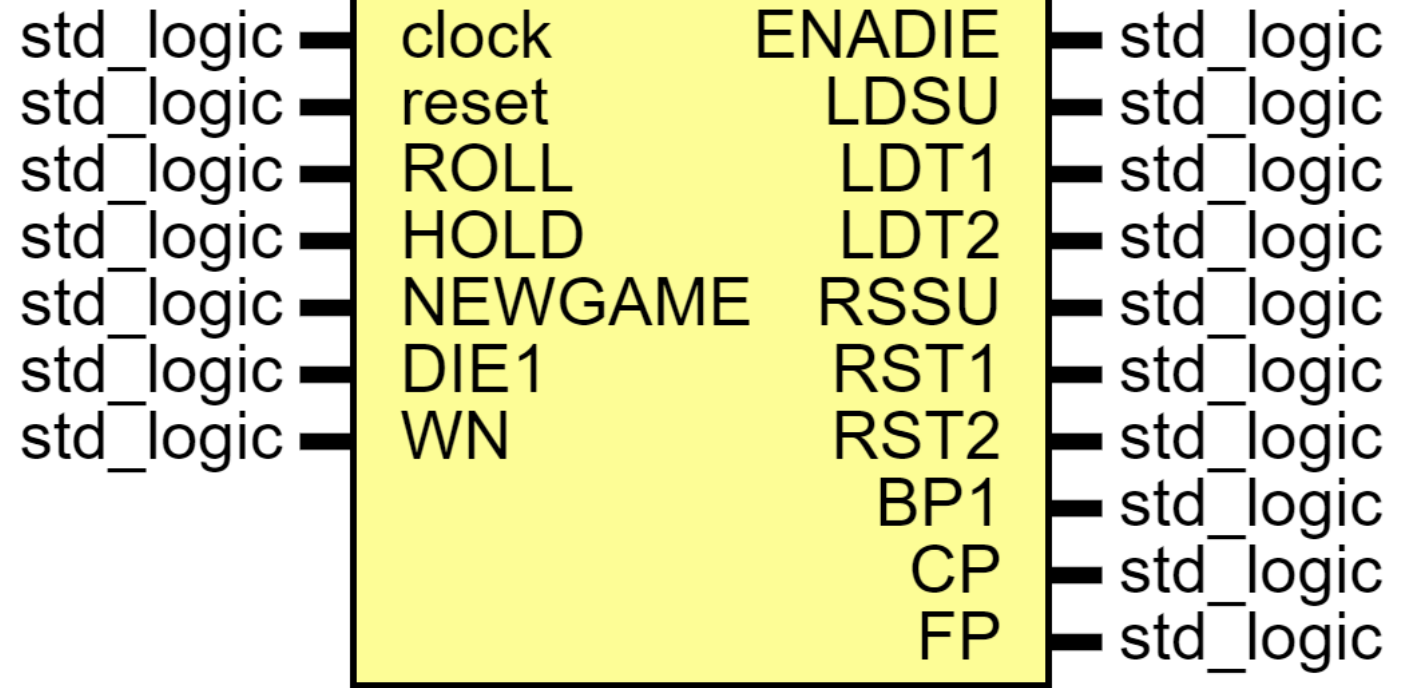 std_logic clock ENADIE std_logic
std_logic reset LDSU std_logic
std_logic ROLL LDT1 std_logic
std_logic HOLD LDT2 std_logic
std_logic NEWGAME RSSU std_logic
std_logic DIE1 RST1 std_logic
std_logic WN RST2 std_logic
BP1 std_logic
CP std_logic
FP std_logic